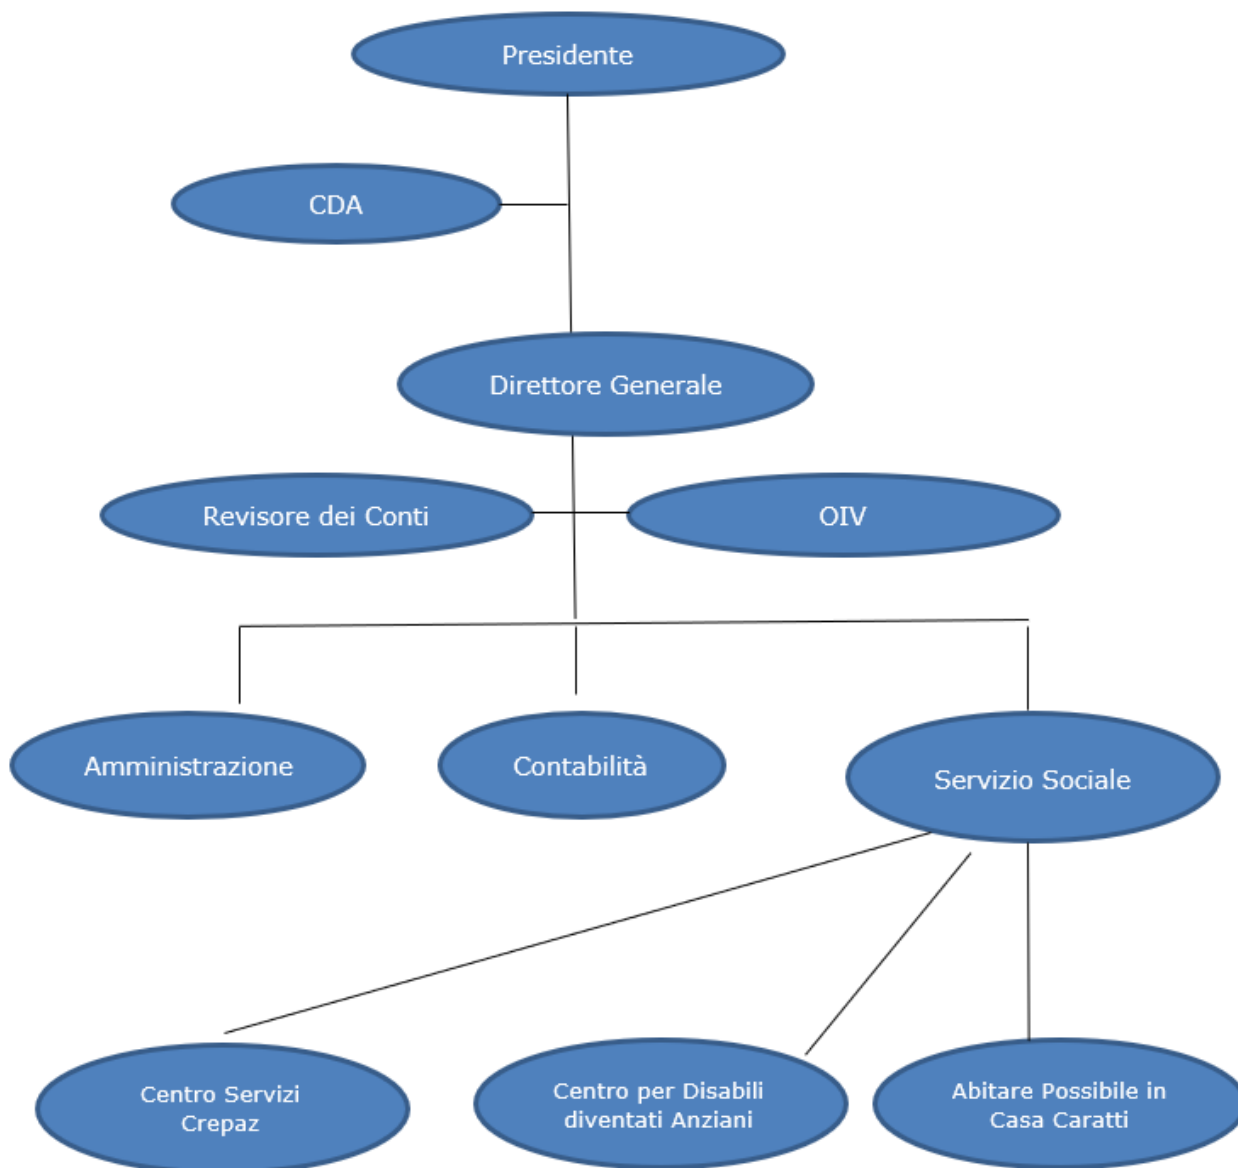 Presidente
CDA
Direttore Generale
Revisore dei Conti
OIV
Amministrazione
Contabilità
Servizio Sociale
Centro Servizi
Crepaz
Centro per Disabili
diventati Anziani
Abitare Possibile in
Casa Caratti